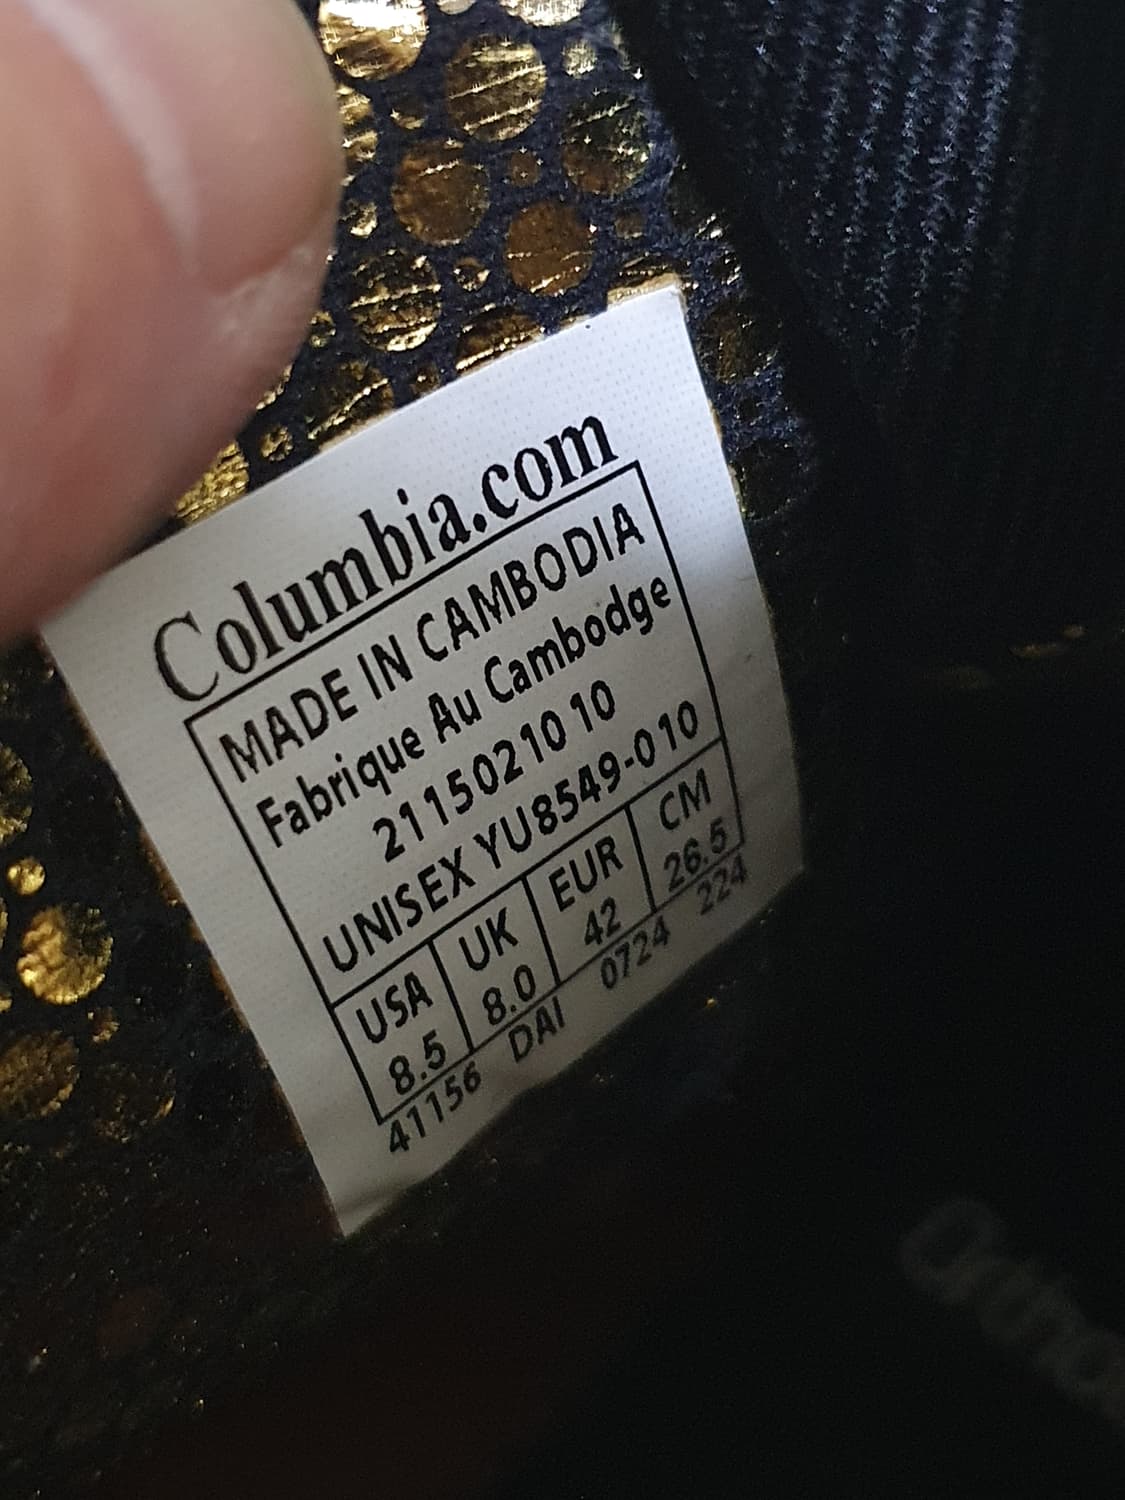 Columbia.com
MADE IN CAMBODIA
Fabrique Au Cambodge
2115021010
UNISEX YU8549-010
USA UK EUR CM
8.5 8.0 42 26.5
41156 DAI 0724 224